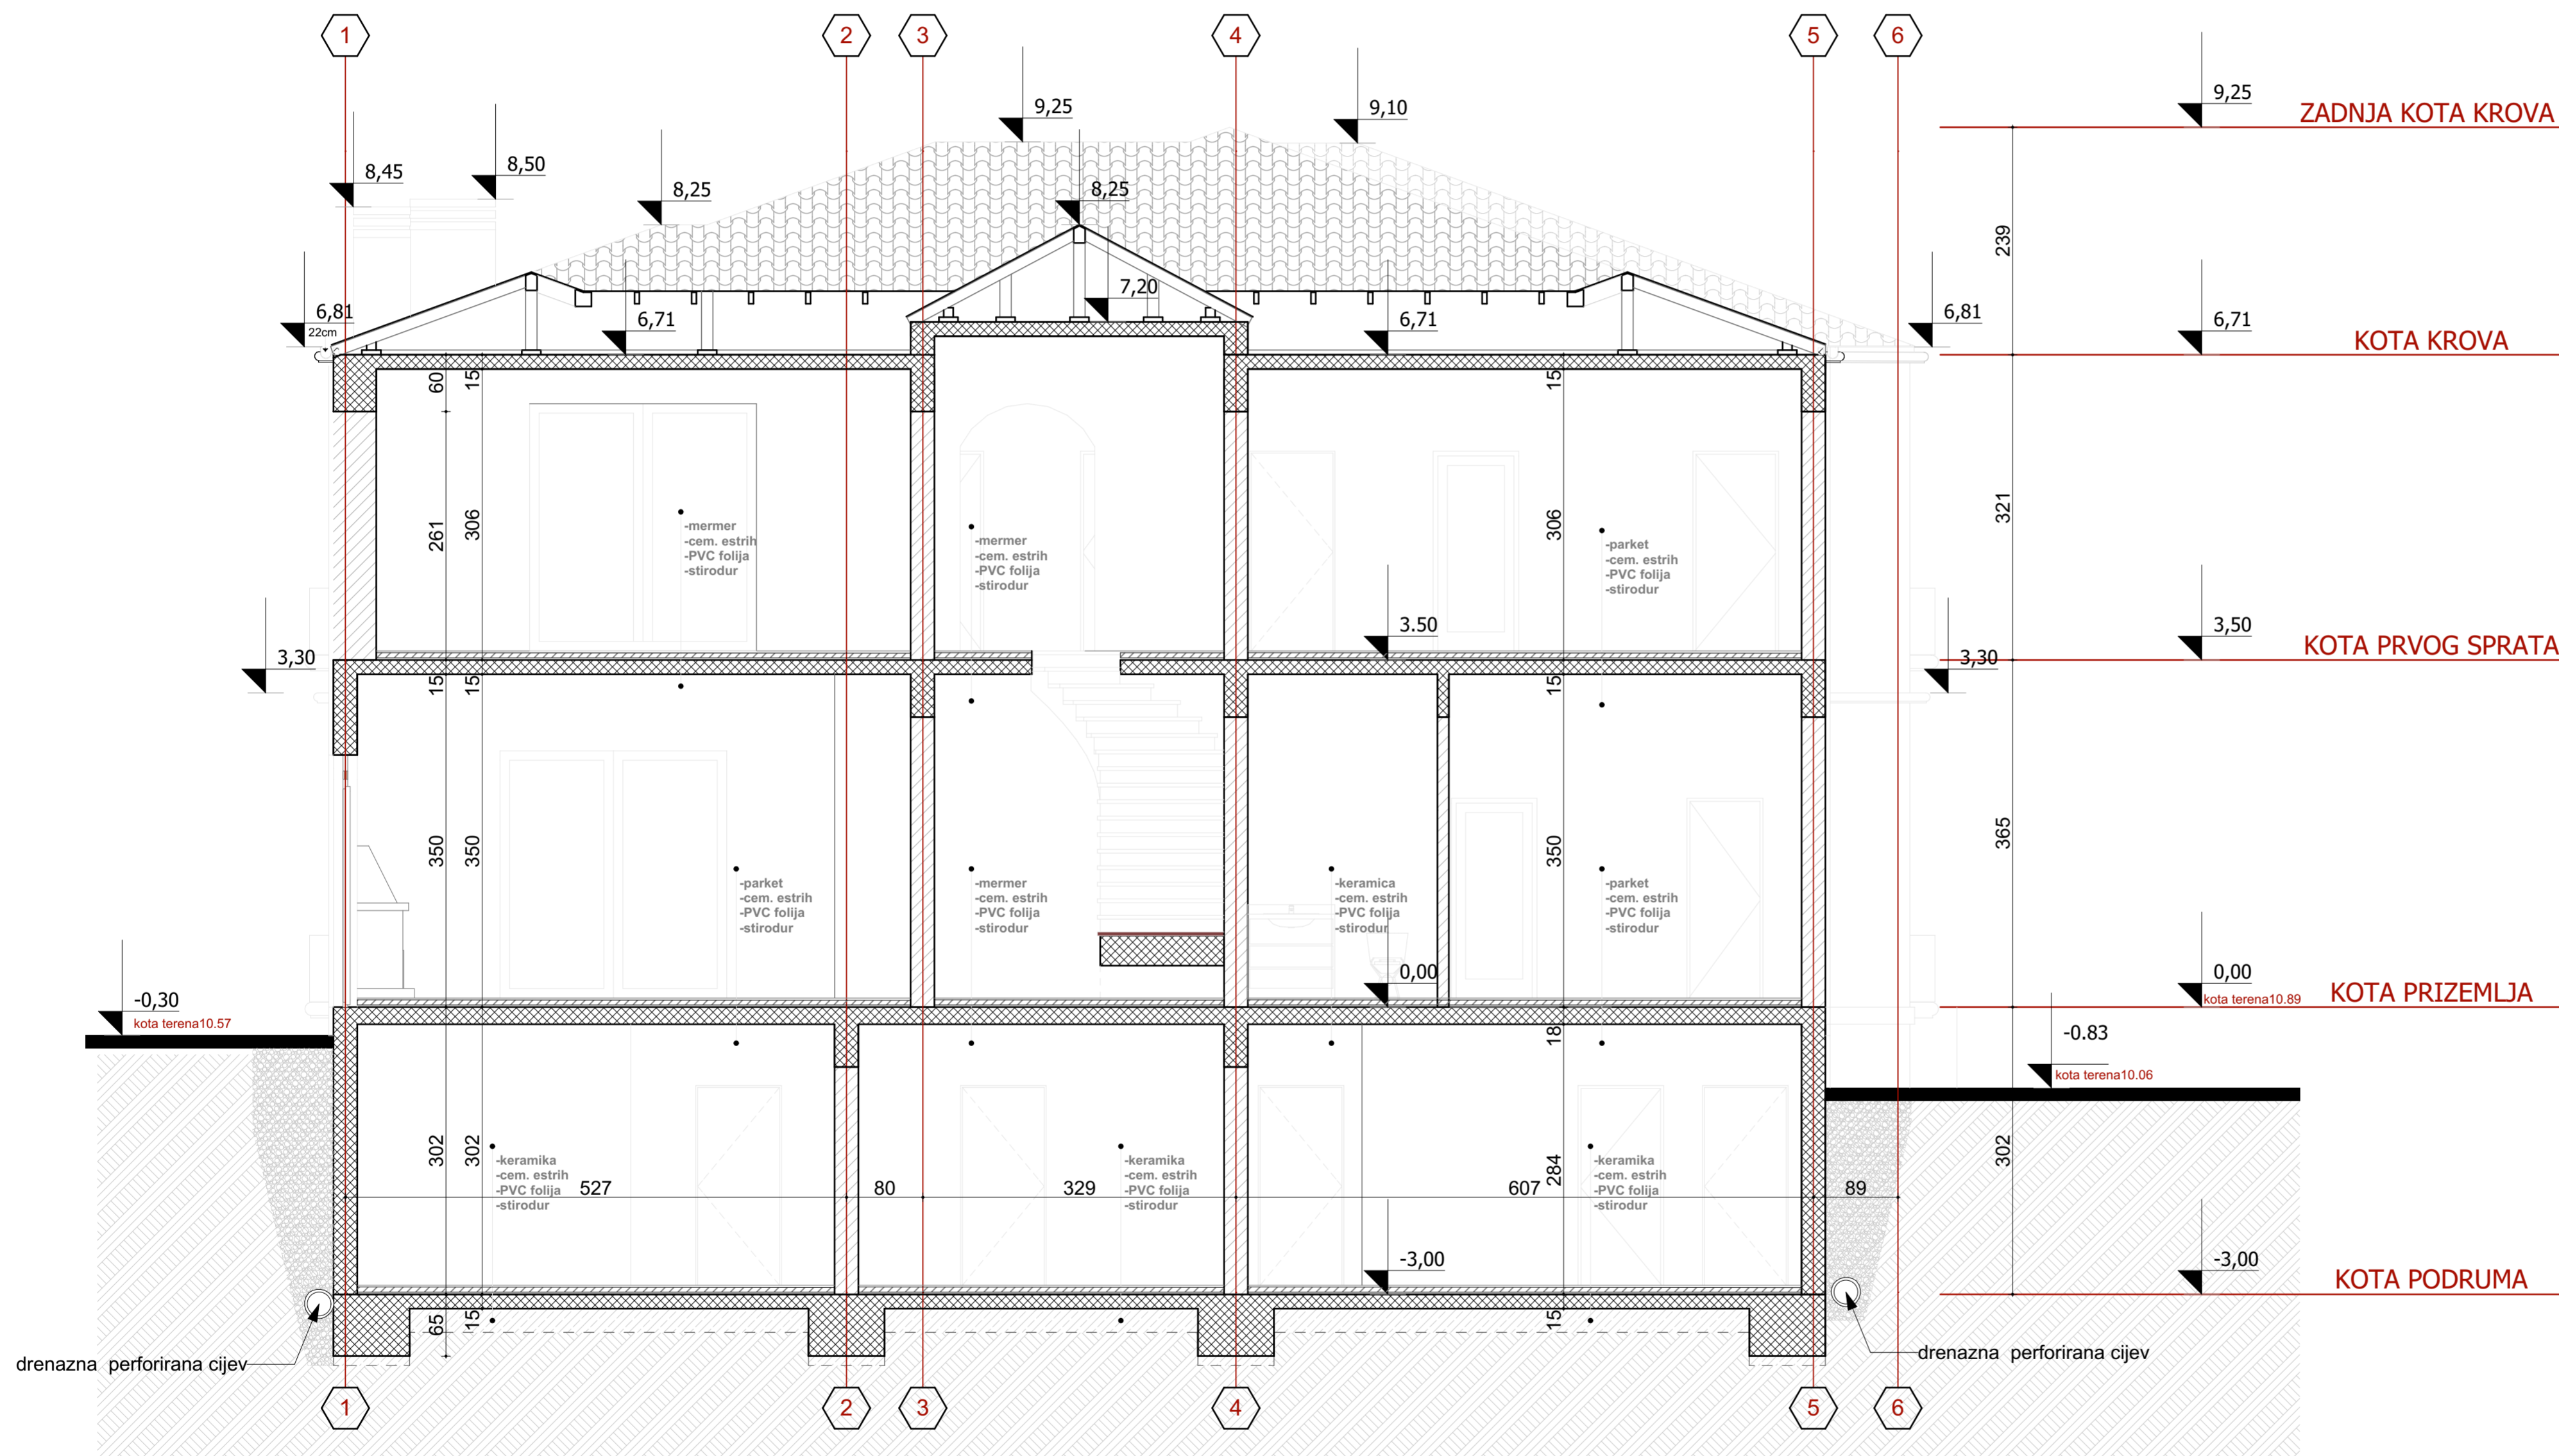 1
2
3
4
5
6
9,25
9,10
8,45
8,50
8,25
8,25
7,20
6,81
22cm
6,71
6,71
6,81
9,25
ZADNJA KOTA KROVA
239
6,71
KOTA KROVA
60
15
15
261
306
306
321
-mermer
-cem. estrih
-PVC folija
-stirodur
-mermer
-cem. estrih
-PVC folija
-stirodur
-parket
-cem. estrih
-PVC folija
-stirodur
3.50
3,50
KOTA PRVOG SPRATA
3,30
3,30
15
15
15
350
350
350
365
-parket
-cem. estrih
-PVC folija
-stirodur
-mermer
-cem. estrih
-PVC folija
-stirodur
-keramica
-cem. estrih
-PVC folija
-stirodur
-parket
-cem. estrih
-PVC folija
-stirodur
0,00
0,00
kota terena10.89
KOTA PRIZEMLJA
-0,30
kota terena10.57
-0.83
kota terena10.06
18
302
302
284
302
-keramika
-cem. estrih
-PVC folija
-stirodur
-keramika
-cem. estrih
-PVC folija
-stirodur
-keramika
-cem. estrih
-PVC folija
-stirodur
527
80
329
607
89
-3,00
-3,00
KOTA PODRUMA
65
15
15
drenazna perforirana cijev
drenazna perforirana cijev
1
2
3
4
5
6